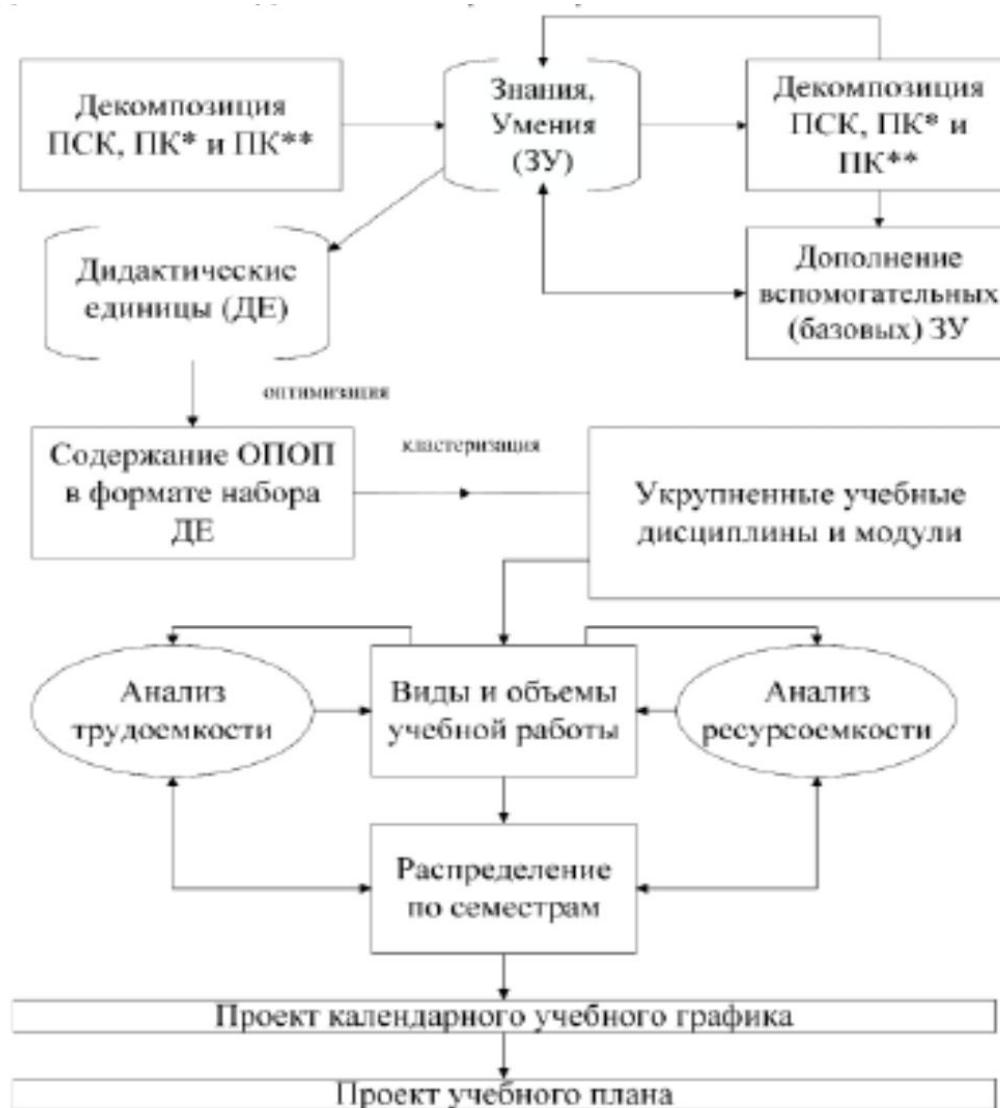 Декомпозиция
ПСК, ПК* и ПК**
Знания,
Умения
(ЗУ)
Декомпозиция
ПСК, ПК* и
ПК**
Дидактические
единицы (ДЕ)
Дополнение
вспомогательных
(базовых) ЗУ
оптимизация
Содержание ОПОП
в формате набора
ДЕ
кластеризация
Укрупненные учебные
дисциплины и модули
Анализ
трудоемкости
Виды и объемы
учебной работы
Анализ
ресурсоемкости
Распределение
по семестрам
Проект календарного учебного графика
Проект учебного плана